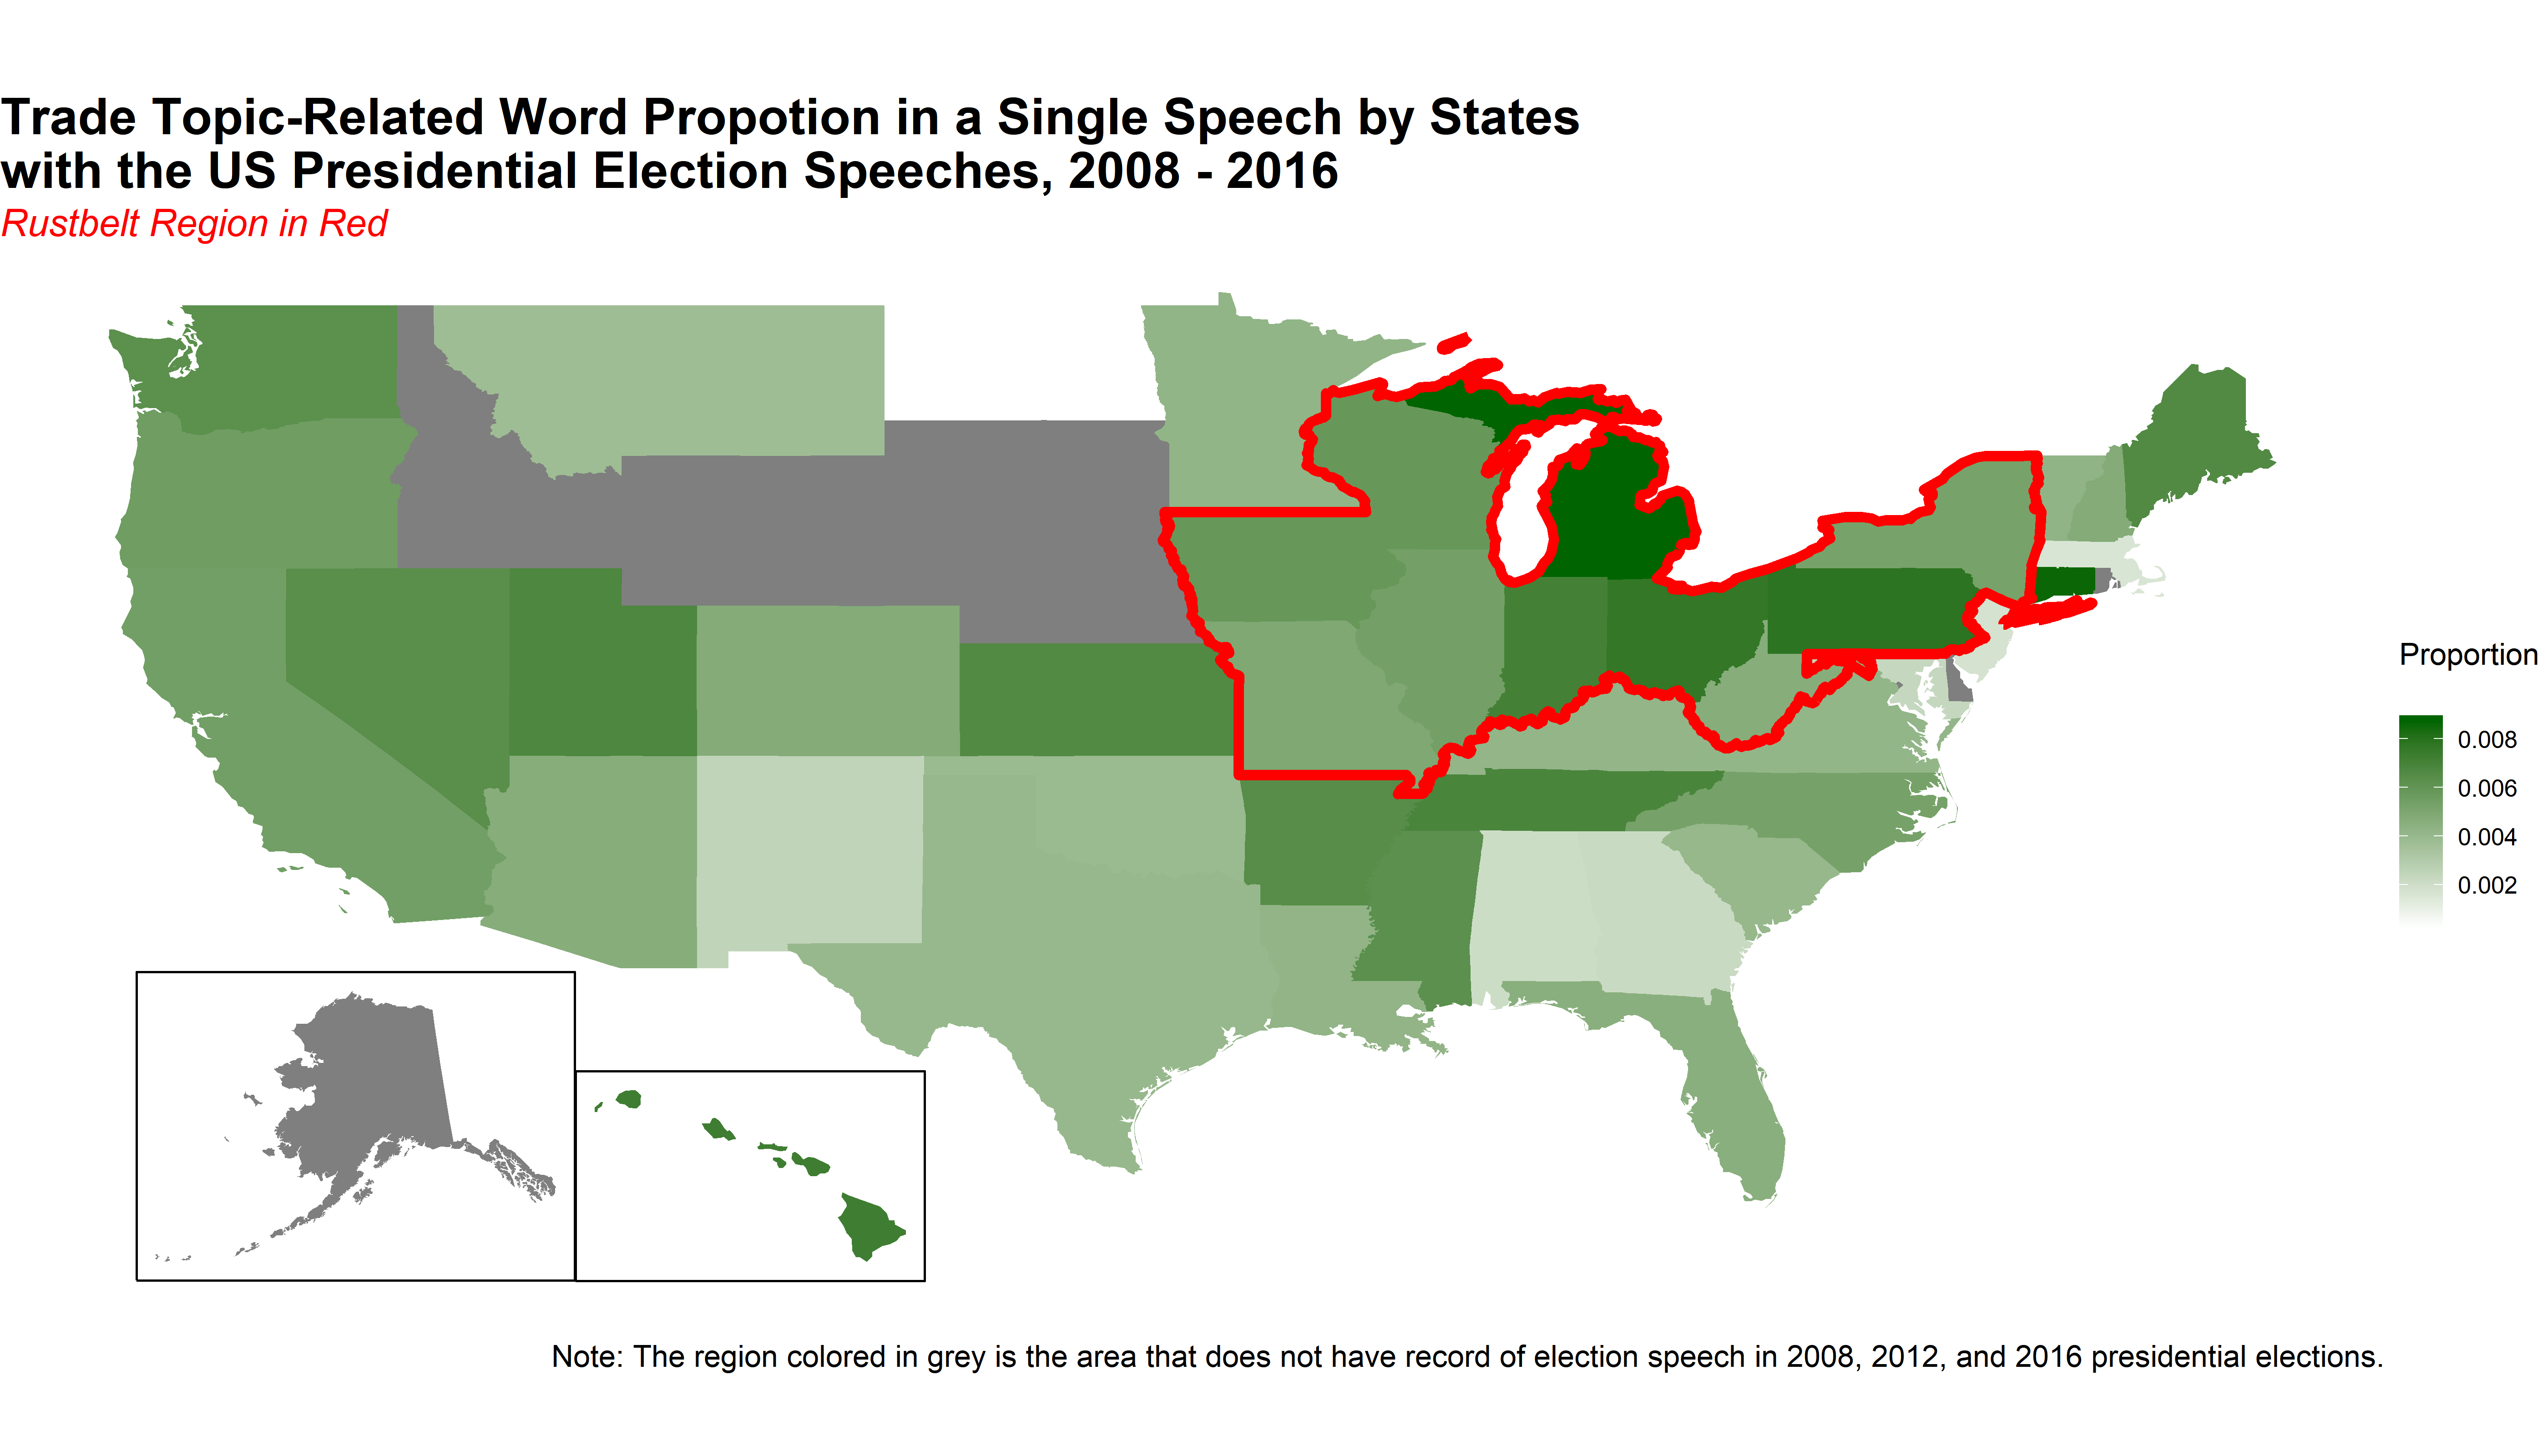 Trade Topic-Related Word Propotion in a Single Speech by States
with the US Presidential Election Speeches, 2008 - 2016
Rustbelt Region in Red
Proportion
0.008
0.006
0.004
0.002
Note: The region colored in grey is the area that does not have record of election speech in 2008, 2012, and 2016 presidential elections.